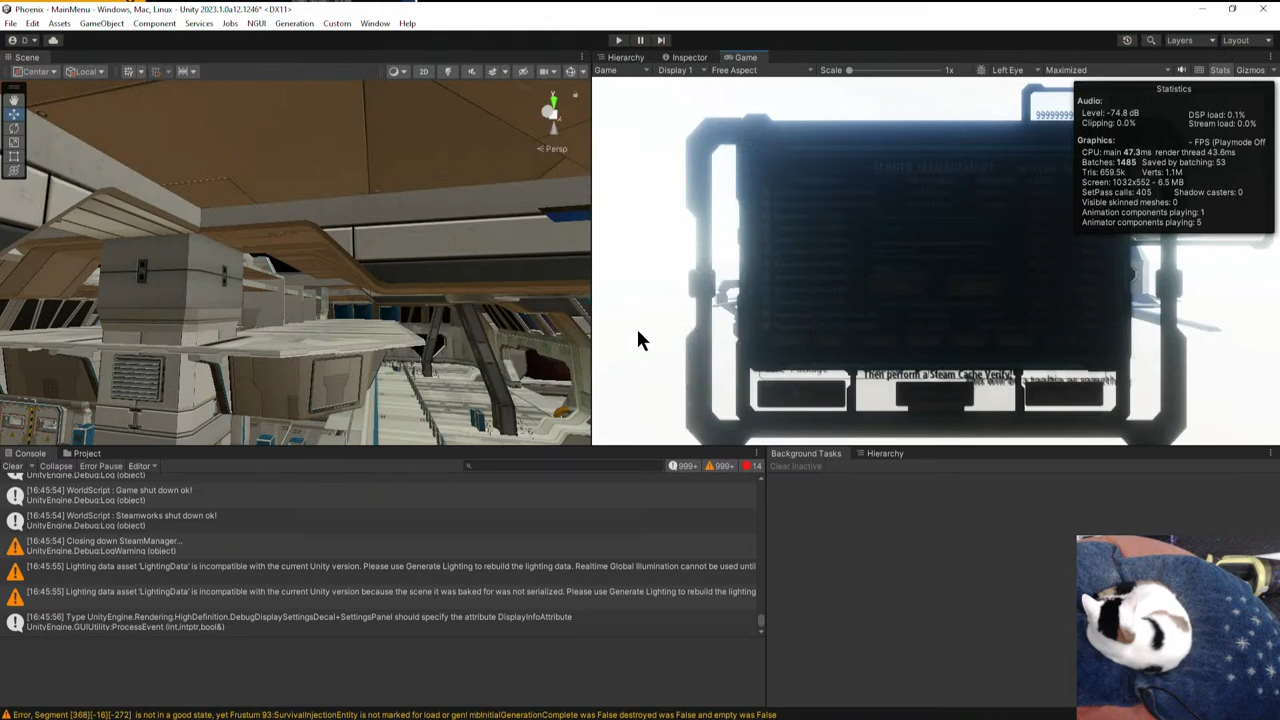 Phoenix - MainMenu - Windows, Mac, Linux - Unity 2023.1.0a12.1246* <DX11>
File Edit Assets GameObject Component Services Jobs NGUI Generation Custom Window Help
D
Layers Layout
Scene
Hierarchy Inspector Game
Center Local 2D
Game Display 1 Free Aspect Scale 1x Left Eye Maximized Stats Gizmos
y
Persp
Statistics
Audio:
Level: -74.8 dB DSP load: 0.1%
Clipping: 0.0% Stream load: 0.0%
Graphics: - FPS (Playmode Off
CPU: main 47.3ms render thread 43.6ms
Batches: 1485 Saved by batching: 53
Tris: 659.5k Verts: 1.1M
Screen: 1032x552 - 6.5 MB
SetPass calls: 405 Shadow casters: 0
Visible skinned meshes: 0
Animation components playing: 1
Animator components playing: 5
SERVER MANAGEMENT
Then perform a Steam Cache Verify!
Console Project
Background Tasks Hierarchy
Clear Collapse Error Pause Editor 999+ 999+ 14
Clear inactive
UnityEngine.Debug:Log (object)
[16:45:54] WorldScript : Game shut down ok!
UnityEngine.Debug:Log (object)
[16:45:54] WorldScript : Steamworks shut down ok!
UnityEngine.Debug:Log (object)
[16:45:54] Closing down SteamManager...
UnityEngine.Debug:LogWarning (object)
[16:45:55] Lighting data asset 'LightingData' is incompatible with the current Unity version. Please use Generate Lighting to rebuild the lighting data. Realtime Global Illumination cannot be used until
[16:45:55] Lighting data asset 'LightingData' is incompatible with the current Unity version because the scene it was baked for was not serialized. Please use Generate Lighting to rebuild the lighting
[16:45:56] Type UnityEngine.Rendering.HighDefinition.DebugDisplaySettingsDecal+SettingsPanel should specify the attribute DisplayInfoAttribute
UnityEngine.GUIUtility:ProcessEvent (int,intptr,bool&)
Error, Segment [368][-16][-272] is not in a good state, yet Frustum 93:SurvivalInjectionEntity is not marked for load or gen! mbInitialGenerationComplete was False destroyed was False and empty was False